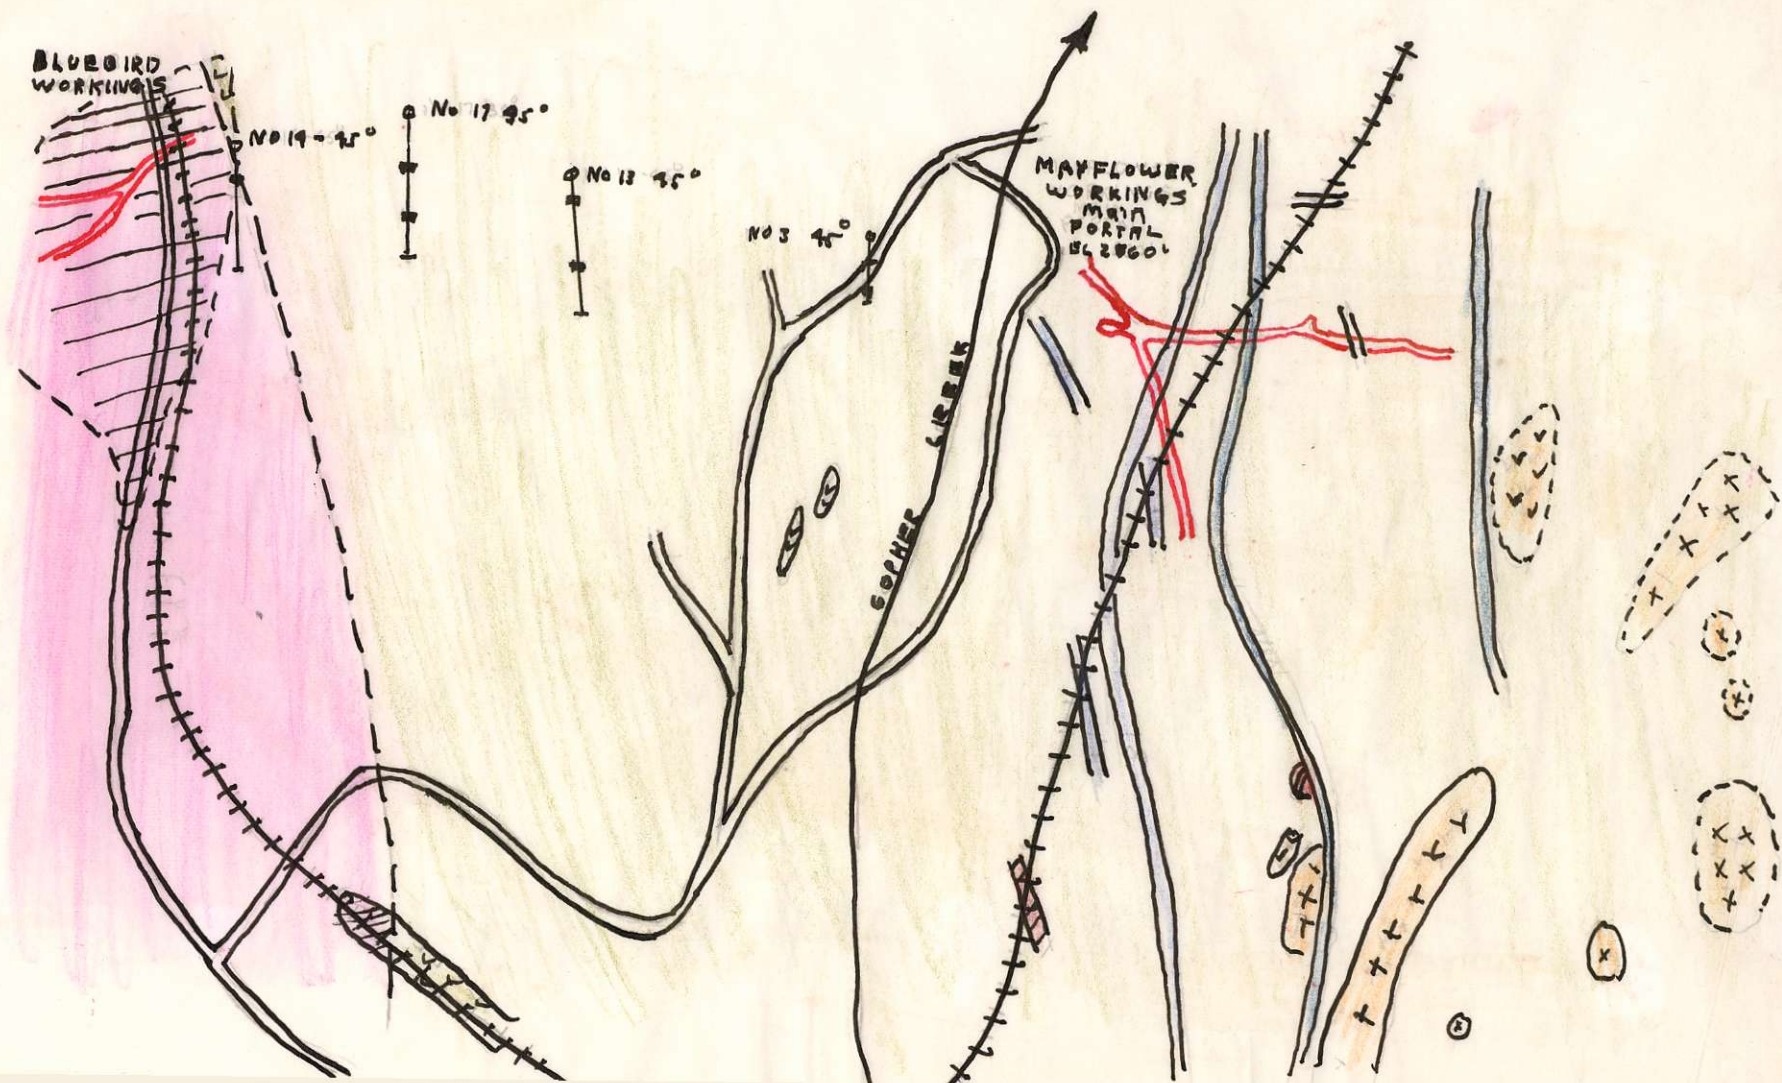 BLUEBIRD
WORKINGS
NO 14 - 45°
No 17 45°
No 13 45°
NO 3 45°
MAYFLOWER
WORKINGS
MAIN
PORTAL
GOPHER CREEK